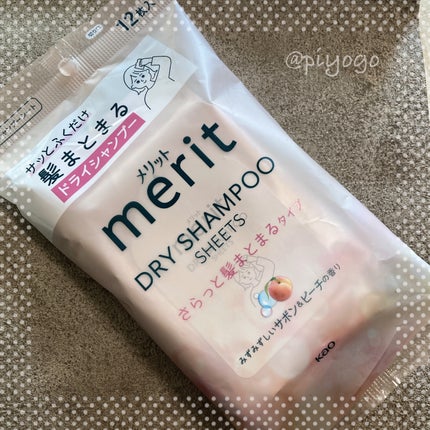 @piyogo
12枚入
サッとふくだけ
髪まとまる
ドライシャンプー
メリット
merit
DRY SHAMPOO
SHEETS
さらっと髪まとまるタイプ
みずみずしいサボン&ピーチの香り
Kao